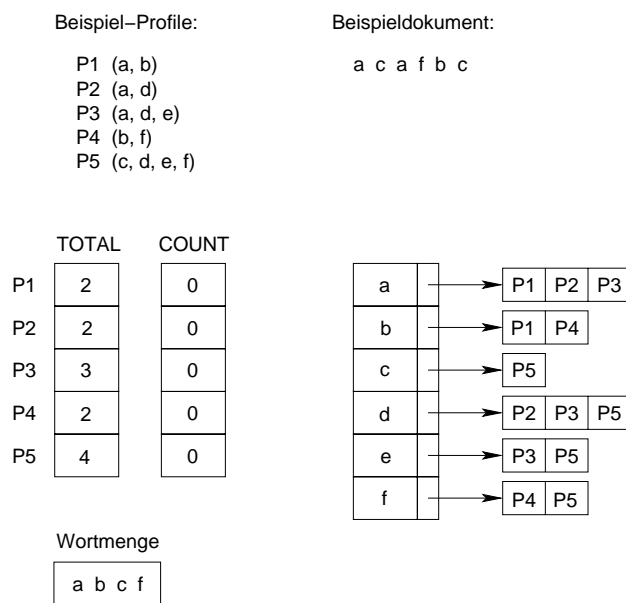 Beispiel−Profile: Beispieldokument:
P1 (a, b) a c a f b c
P2 (a, d)
P3 (a, d, e)
P4 (b, f)
P5 (c, d, e, f)
TOTAL COUNT
P1 2 0 a P1 P2 P3
P2 2 0 b P1 P4
P3 3 0 c P5
P4 2 0 d P2 P3 P5
P5 4 0 e P3 P5
f P4 P5
Wortmenge
a b c f